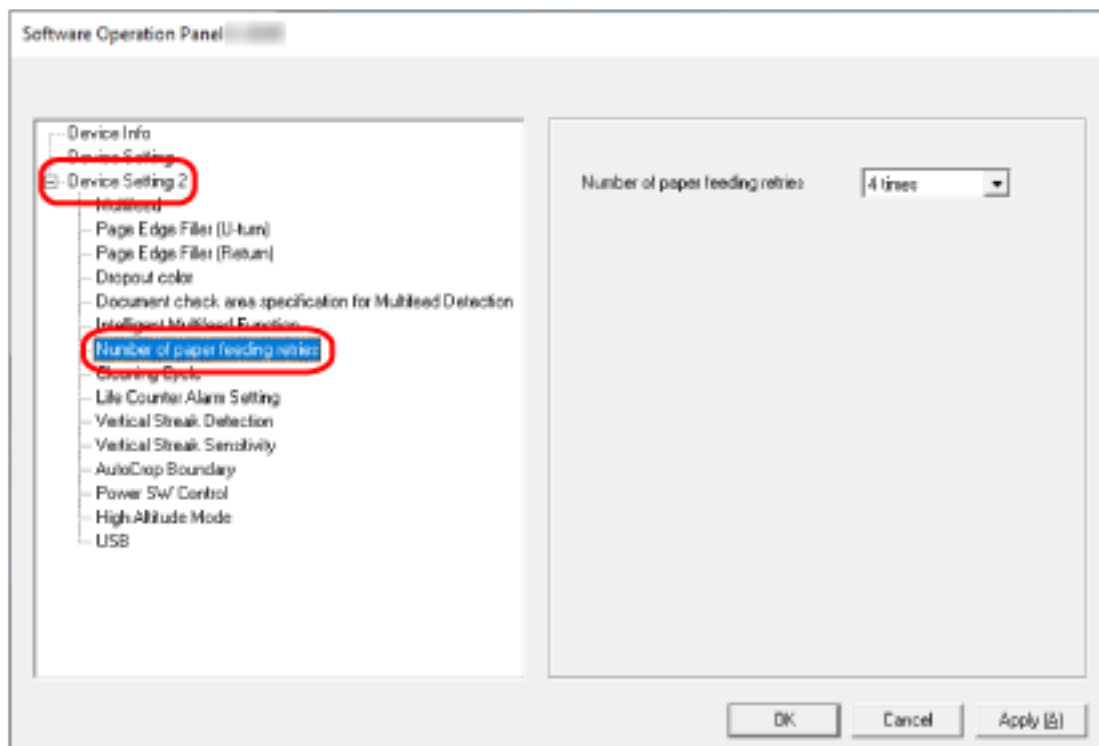 Software Operation Panel
Device Info
Device Setting
Device Setting 2
Multifeed
Page Edge Filler (U-turn)
Page Edge Filler (Return)
Dropout color
Document check area specification for Multifeed Detection
Intelligent Multifeed Function
Number of paper feeding retries
Cleaning Cycle
Life Counter Alarm Setting
Vertical Streak Detection
Vertical Streak Sensitivity
AutoCrop Boundary
Power SW Control
High Altitude Mode
USB
Number of paper feeding retries 4 times
OK Cancel Apply (A)